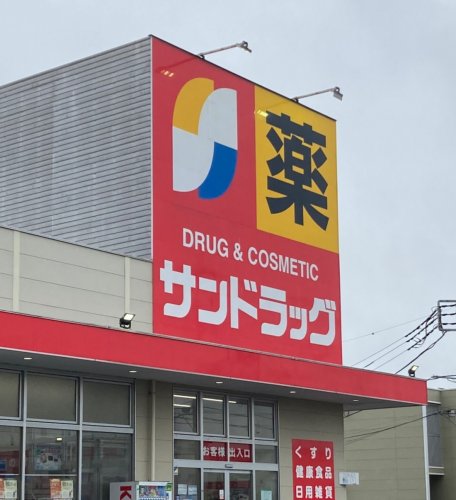 薬
DRUG & COSMETIC
サンドラッグ
お客様 出入口
くすり
健康食品
日用雑貨